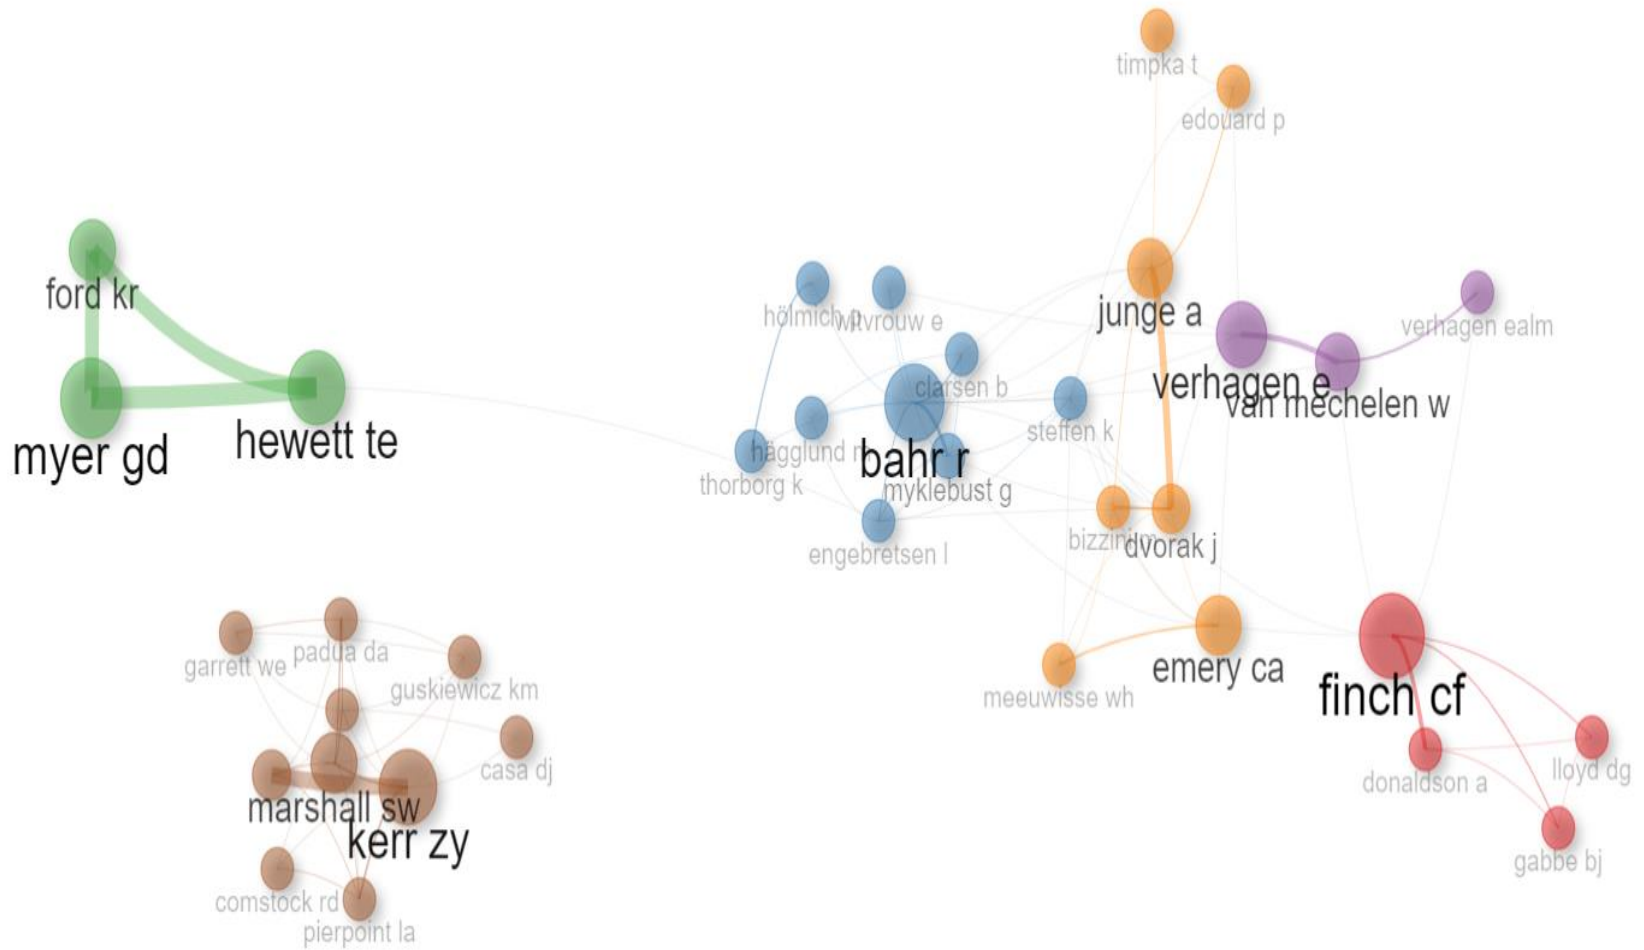 timpka t
edouard p
ford kr
hölmich p
witvrouw e
junge a
verhagen ealm
clarsen b
verhagen e
van mechelen w
steffen k
myer gd
hewett te
hägglund m
bahr r
thorborg k
myklebust g
engebretsen l
bizzini m
dvorak j
garrett we
padua da
guskiewicz km
meeuwisse wh
emery ca
finch cf
casa dj
donaldson a
lloyd dg
marshall sw
kerr zy
gabbe bj
comstock rd
pierpoint la